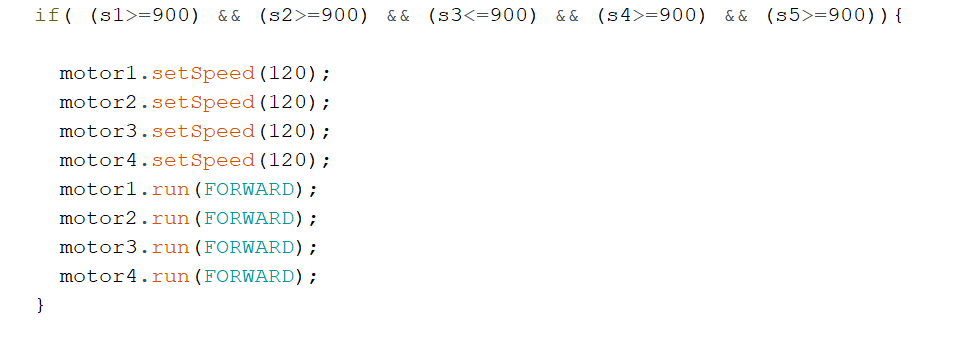 if( (s1>=900) && (s2>=900) && (s3<=900) && (s4>=900) && (s5>=900)){
motor1.setSpeed(120);
motor2.setSpeed(120);
motor3.setSpeed(120);
motor4.setSpeed(120);
motor1.run(FORWARD);
motor2.run(FORWARD);
motor3.run(FORWARD);
motor4.run(FORWARD);
}